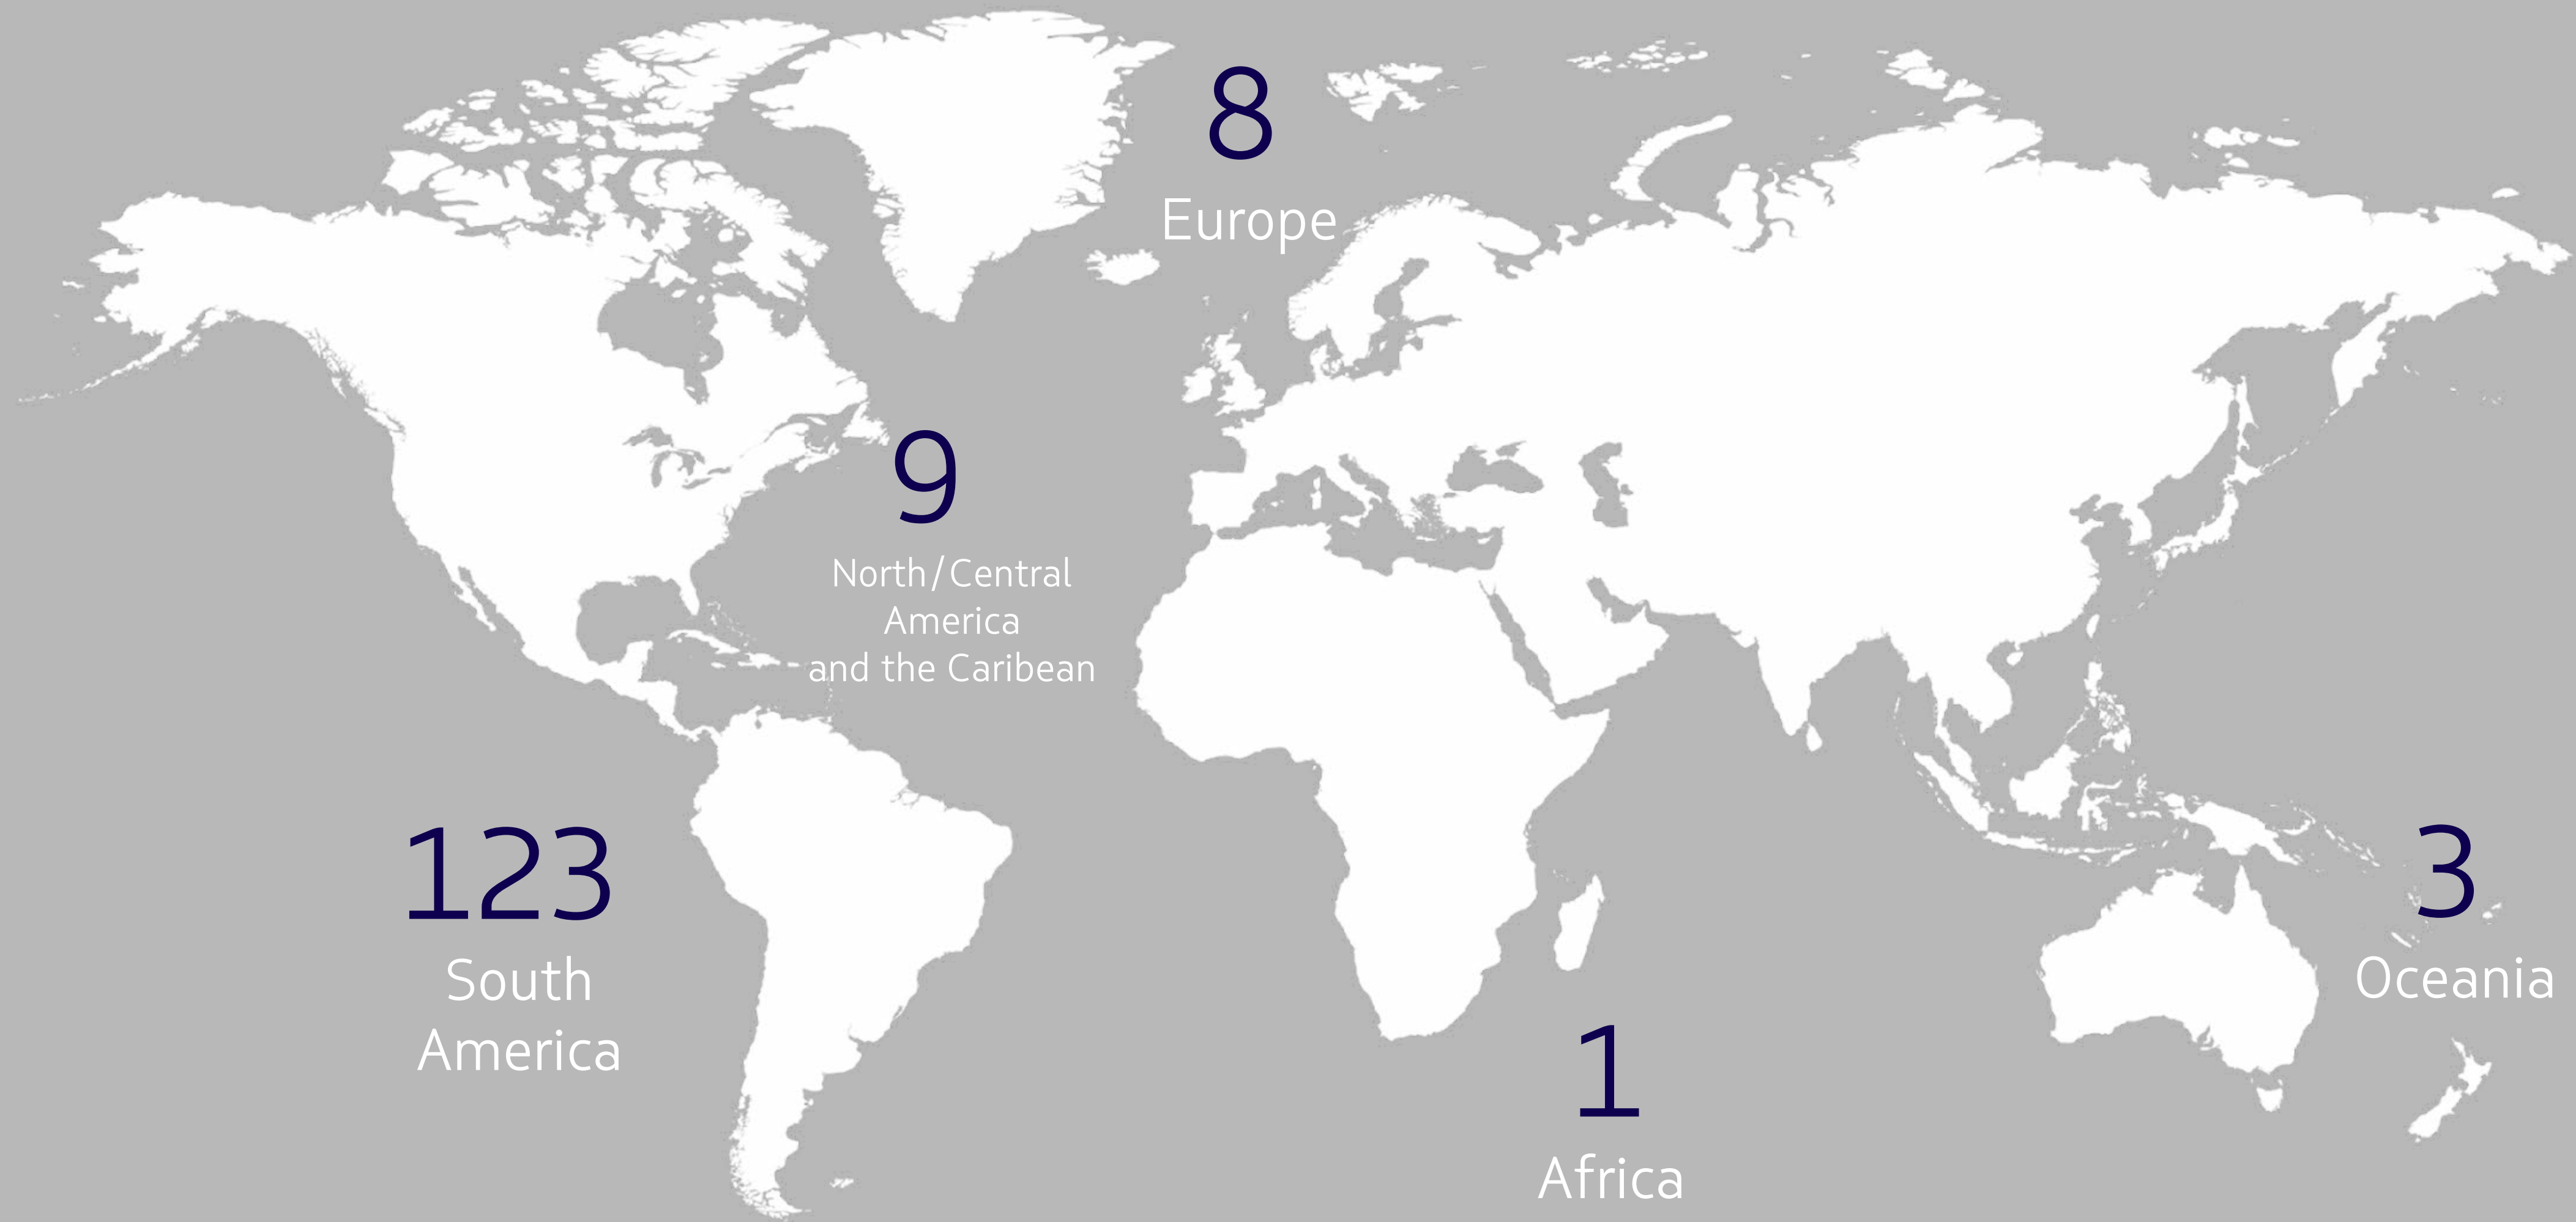 8
Europe
9
North/Central
America
and the Caribean
123
South
America
3
Oceania
1
Africa